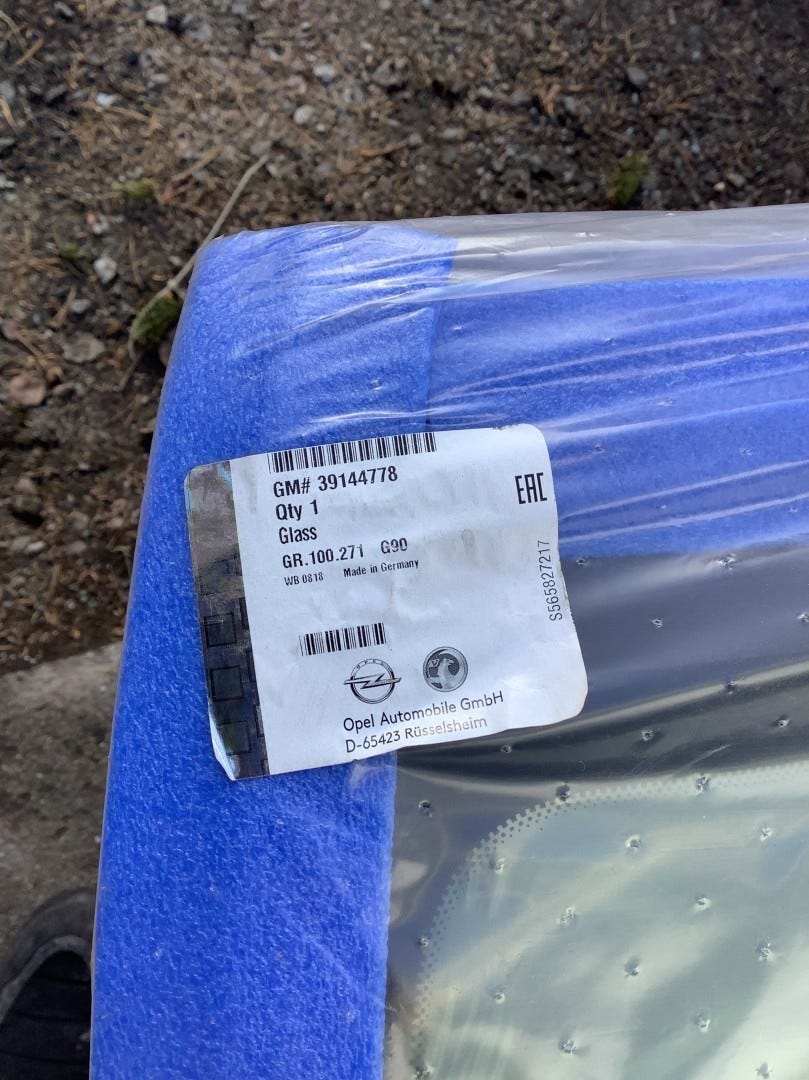 GM# 39144778
Qty 1
Glass
GR.100.271 G90
WB 0818 Made in Germany
EAC
S565827217
OPEL
Opel Automobile GmbH
D-65423 Rüsselsheim